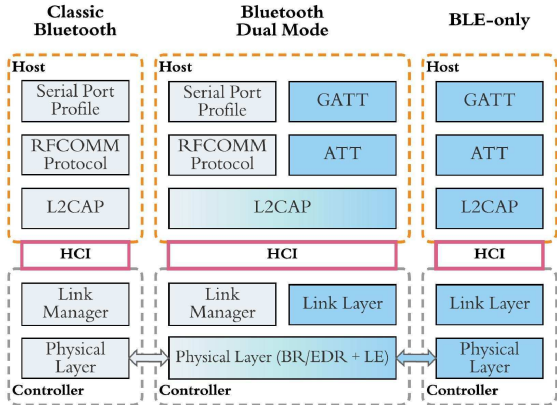 Classic
Bluetooth
Bluetooth
Dual Mode
BLE-only
Host
Serial Port
Profile
RFCOMM
Protocol
L2CAP
HCI
Link
Manager
Physical
Layer
Controller
Host
Serial Port
Profile
GATT
RFCOMM
Protocol
ATT
L2CAP
HCI
Link
Manager
Link Layer
Physical Layer (BR/EDR + LE)
Controller
Host
GATT
ATT
L2CAP
HCI
Link Layer
Physical
Layer
Controller